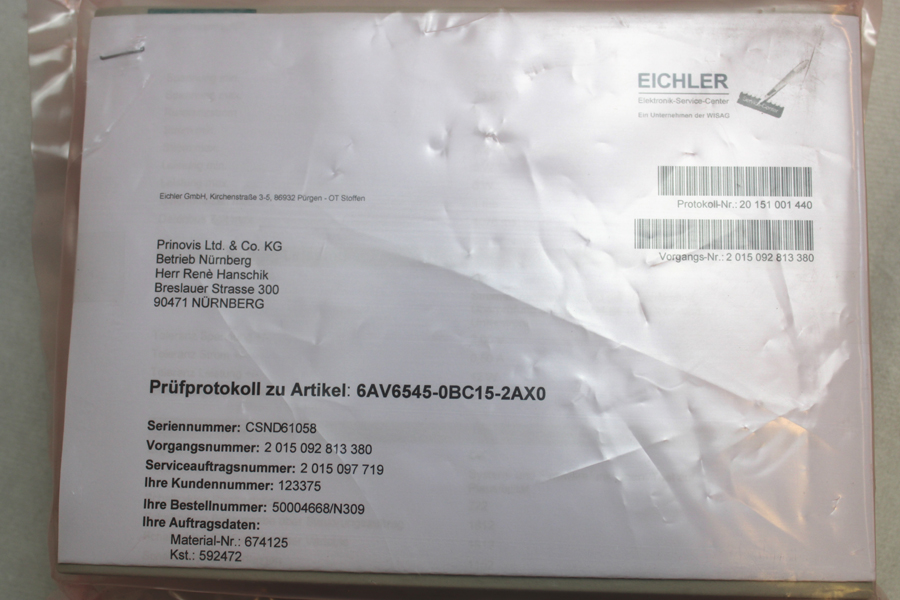 EICHLER
Elektronik-Service-Center
Ein Unternehmen der WISAG
Protokoll-Nr.: 20 151 001 440
Vorgangs-Nr.: 2 015 092 813 380
Eichler GmbH, Kirchenstraße 3-5, 86932 Pürgen - OT Stoffen
Prinovis Ltd. & Co. KG
Betrieb Nürnberg
Herr René Hanschik
Breslauer Strasse 300
90471 NÜRNBERG
Prüfprotokoll zu Artikel: 6AV6545-0BC15-2AX0
Seriennummer: CSND61058
Vorgangsnummer: 2 015 092 813 380
Serviceauftragsnummer: 2 015 097 719
Ihre Kundennummer: 123375
Ihre Bestellnummer: 50004668/N309
Ihre Auftragsdaten:
Material-Nr.: 674125
Kst.: 592472